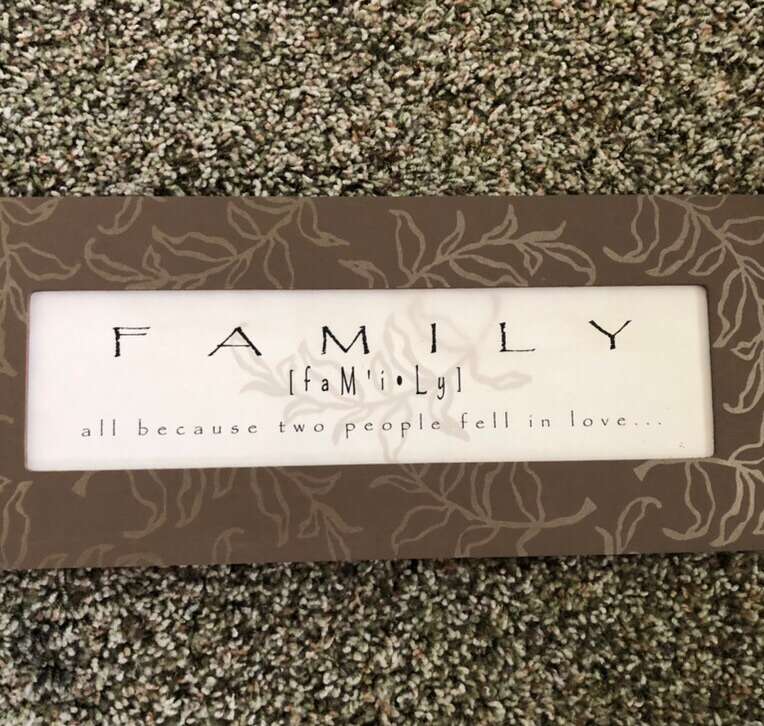 FAMILY
[faM'i•Ly]
all because two people fell in love...